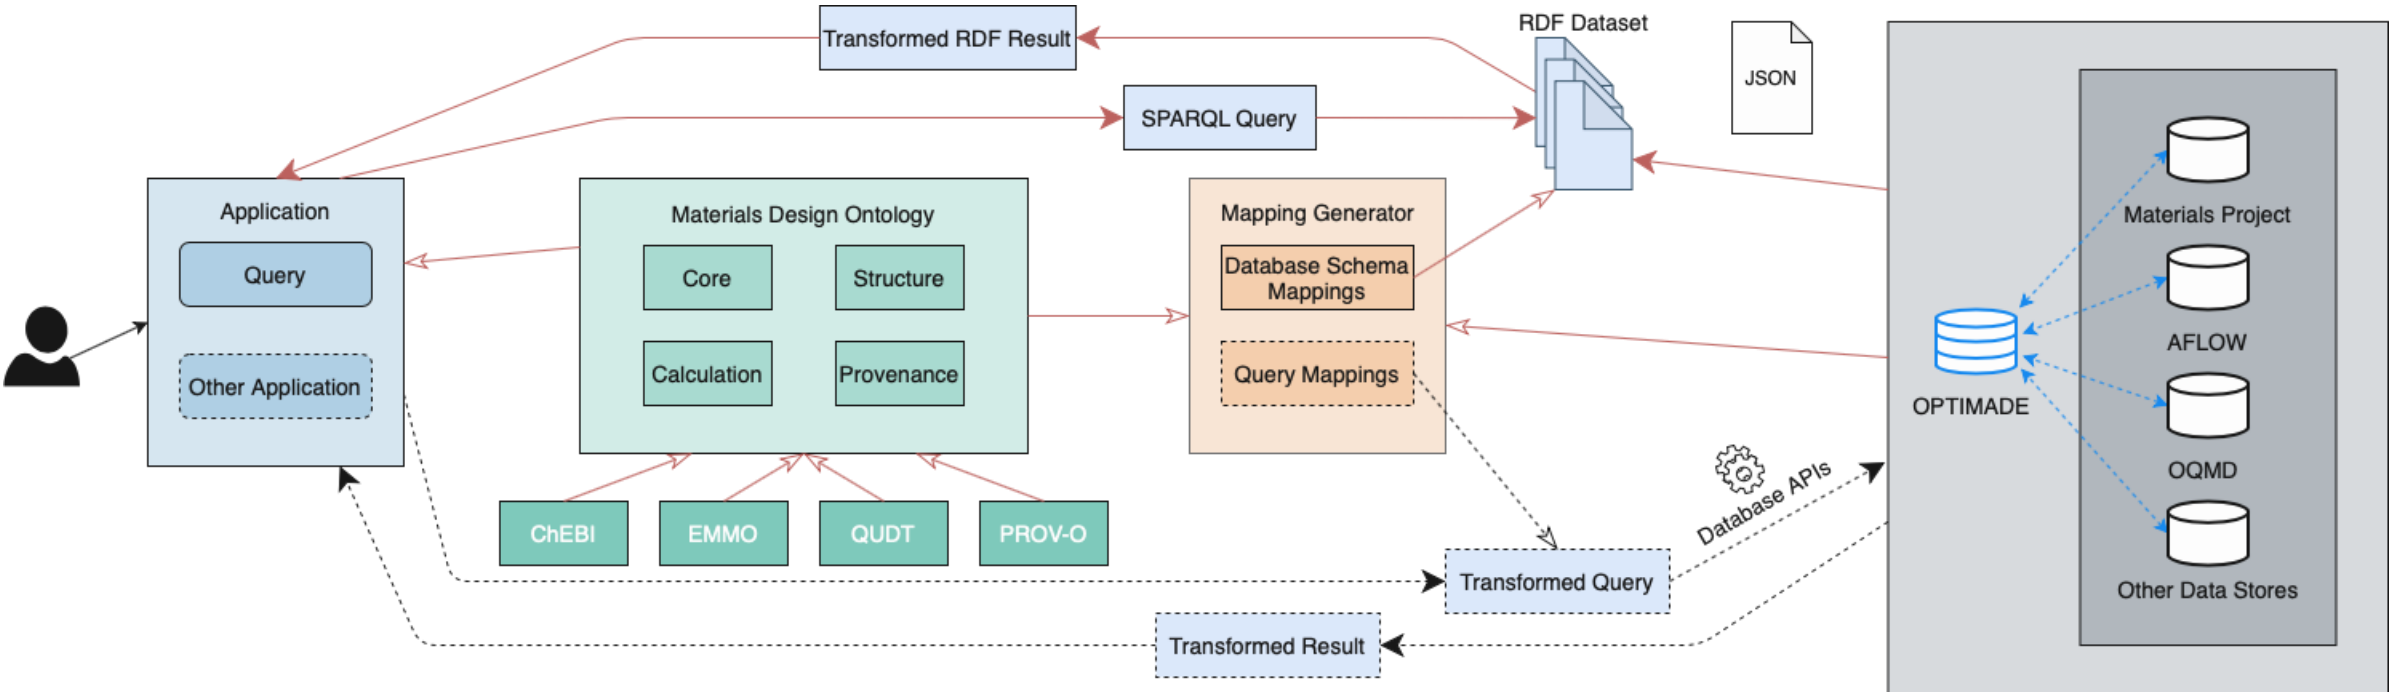 RDF Dataset
Transformed RDF Result
JSON
SPARQL Query
Application
Query
Other Application
Materials Design Ontology
Core
Structure
Calculation
Provenance
ChEBI
EMMO
QUDT
PROV-O
Mapping Generator
Database Schema
Mappings
Query Mappings
Database APIs
Transformed Query
Transformed Result
OPTIMADE
Materials Project
AFLOW
OQMD
Other Data Stores